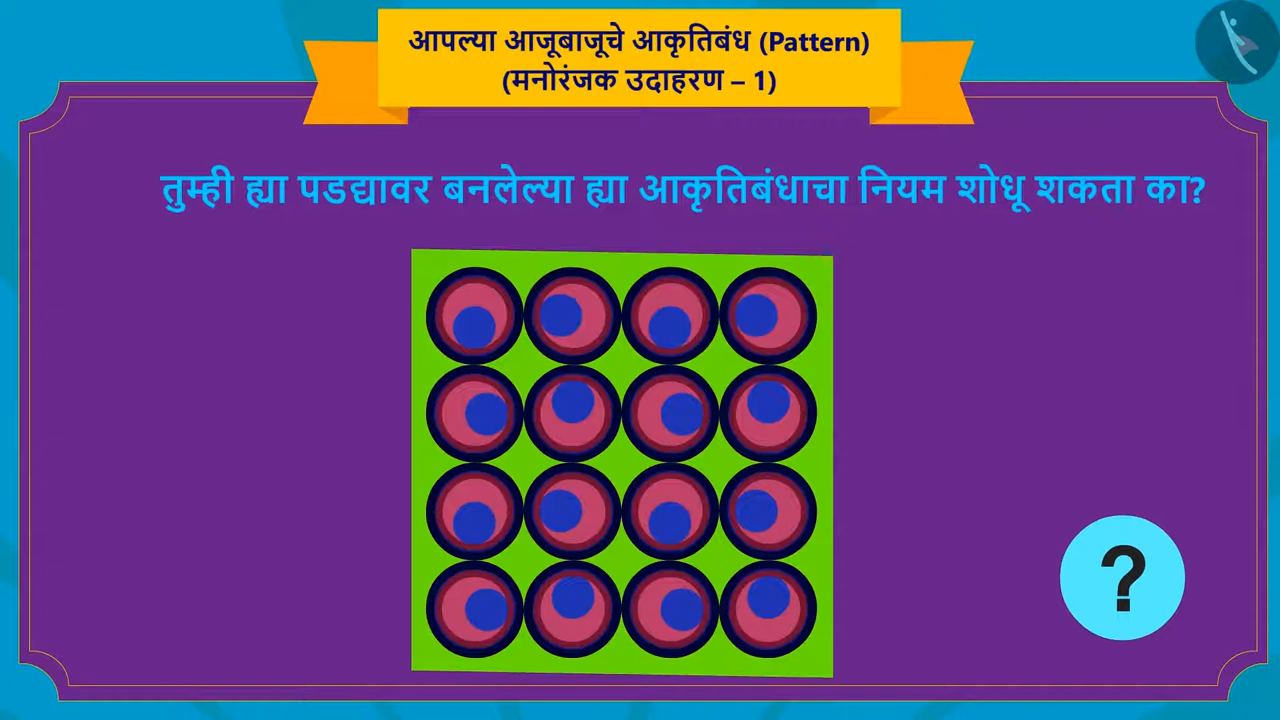 आपल्या आजूबाजूचे आकृतिबंध (Pattern)
(मनोरंजक उदाहरण – 1)
तुम्ही ह्या पडद्यावर बनलेल्या ह्या आकृतिबंधाचा नियम शोधू शकता का?
?